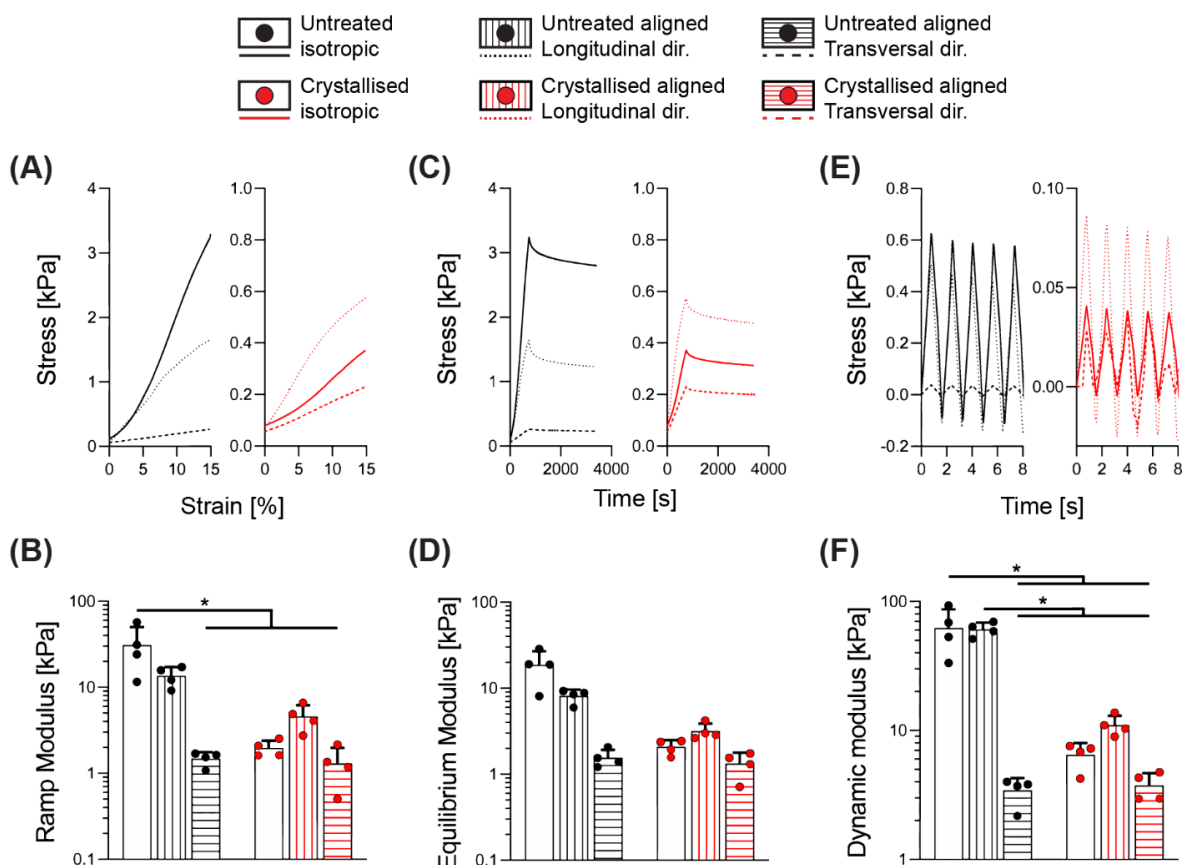 Untreated
isotropic
Untreated aligned
Longitudinal dir.
Untreated aligned
Transversal dir.
Crystallised
isotropic
Crystallised aligned
Longitudinal dir.
Crystallised aligned
Transversal dir.
(A)
Stress [kPa]
4
3
2
1
0
0 5 10 15
1.0
0.8
0.6
0.4
0.2
0.0
0 5 10 15
Strain [%]
(C)
Stress [kPa]
4
3
2
1
0
0 2000 4000
1.0
0.8
0.6
0.4
0.2
0.0
0 2000 4000
Time [s]
(E)
Stress [kPa]
0.8
0.6
0.4
0.2
0.0
-0.2
0 2 4 6 8
0.10
0.05
0.00
0 2 4 6 8
Time [s]
(B)
Ramp Modulus [kPa]
100
10
1
0.1
*
(D)
Equilibrium Modulus [kPa]
100
10
1
0.1
(F)
Dynamic modulus [kPa]
100
10
1
*
*